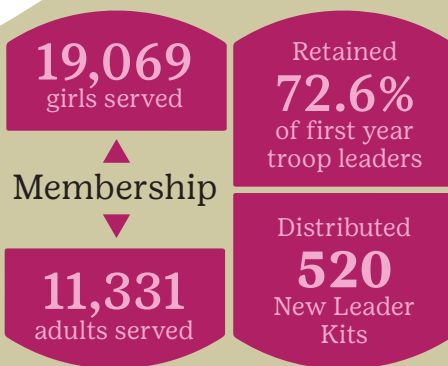 19,069
girls served
Membership
11,331
adults served
Retained
72.6%
of first year
troop leaders
Distributed
520
New Leader
Kits